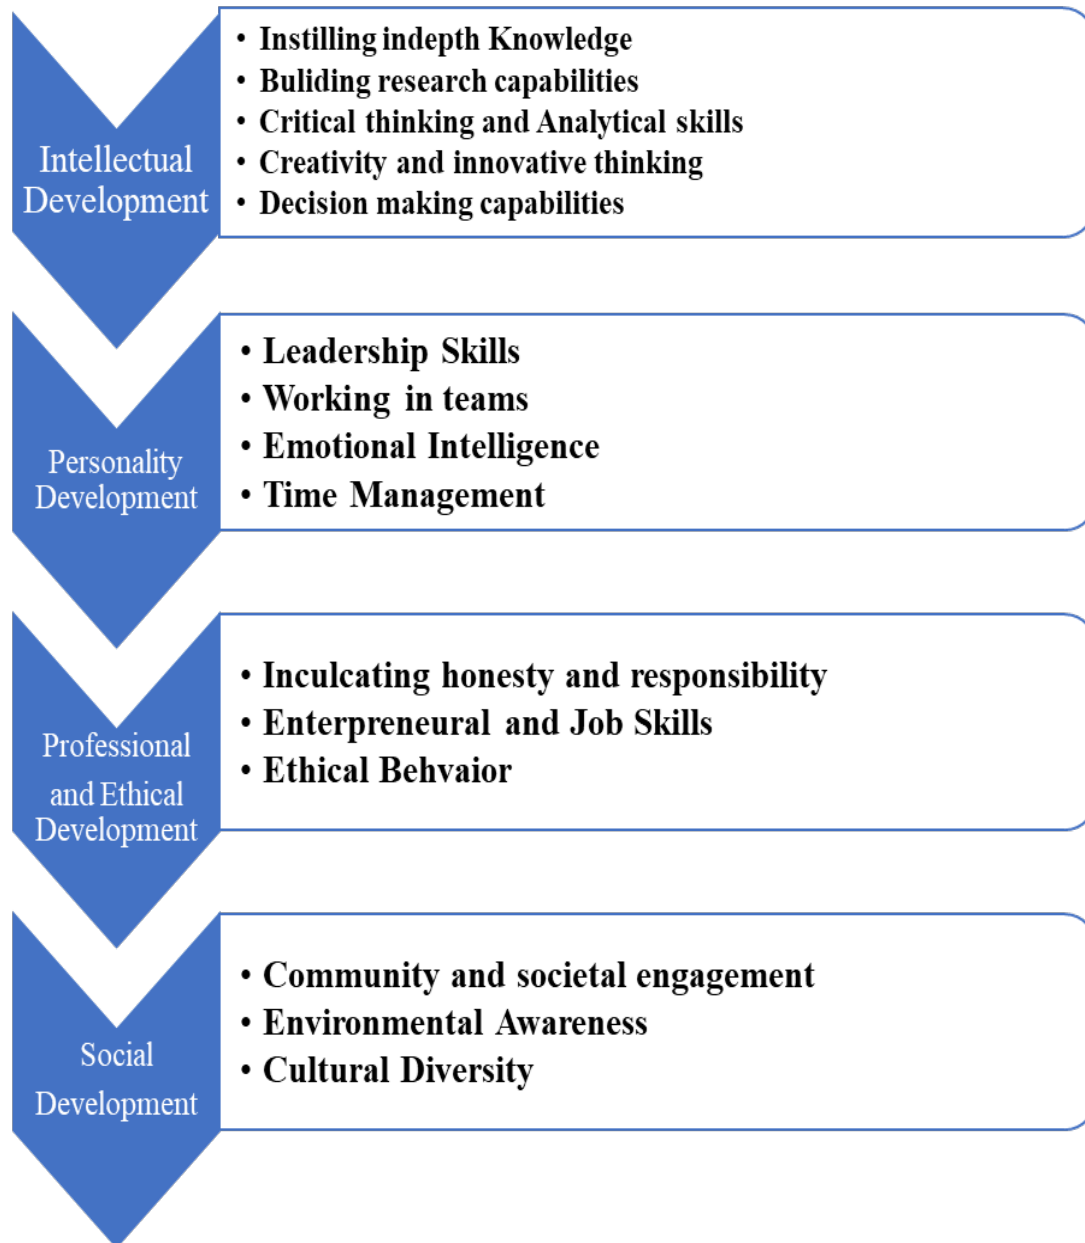 Intellectual
Development
• Instilling indepth Knowledge
• Buliding research capabilities
• Critical thinking and Analytical skills
• Creativity and innovative thinking
• Decision making capabilities
Personality
Development
• Leadership Skills
• Working in teams
• Emotional Intelligence
• Time Management
Professional
and Ethical
Development
• Inculcating honesty and responsibility
• Enterpreneural and Job Skills
• Ethical Behvaior
Social
Development
• Community and societal engagement
• Environmental Awareness
• Cultural Diversity